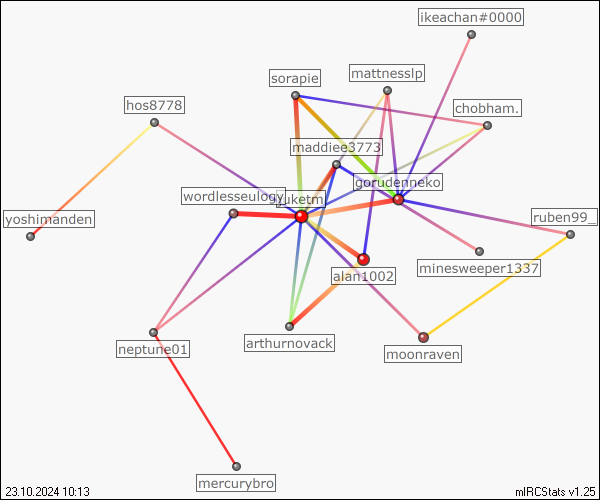 ikeachan#0000
mattnesslp
sorapie
hos8778
chobham.
maddiee3773
gorudenneko
wordlesseulogy
yoshimanden
ruben99_
minesweeper1337
alan1002
arthurnovack
neptune01
moonraven
mercurybro
23.10.2024 10:13
mIRCStats v1.25